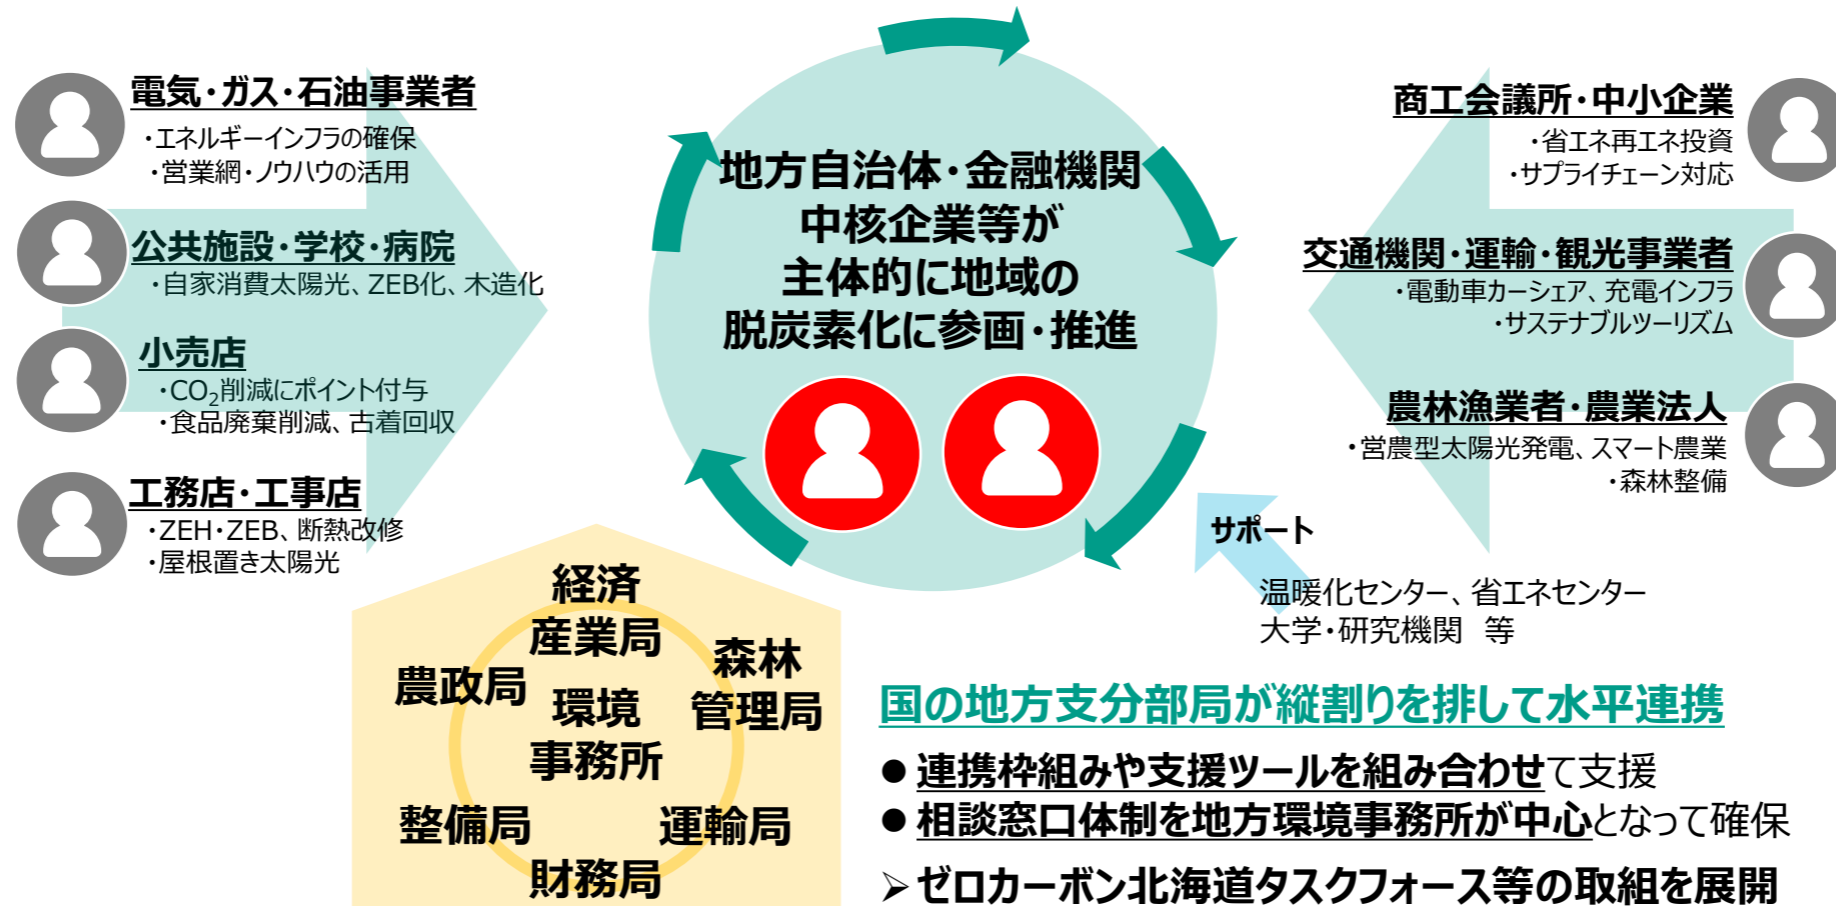 電気・ガス・石油事業者
・エネルギーインフラの確保
・営業網・ノウハウの活用
公共施設・学校・病院
・自家消費太陽光、ZEB化、木造化
小売店
・CO₂削減にポイント付与
・食品廃棄削減、古着回収
工務店・工事店
・ZEH・ZEB、断熱改修
・屋根置き太陽光
地方自治体・金融機関
中核企業等が
主体的に地域の
脱炭素化に参画・推進
商工会議所・中小企業
・省エネ再エネ投資
・サプライチェーン対応
交通機関・運輸・観光事業者
・電動車カーシェア、充電インフラ
・サステナブルツーリズム
農林漁業者・農業法人
・営農型太陽光発電、スマート農業
・森林整備
サポート
温暖化センター、省エネセンター
大学・研究機関　等
経済
産業局
農政局
森林
管理局
環境
事務所
整備局
運輸局
財務局
国の地方支分部局が縦割りを排して水平連携
●連携枠組みや支援ツールを組み合わせて支援
●相談窓口体制を地方環境事務所が中心となって確保
➢ゼロカーボン北海道タスクフォース等の取組を展開